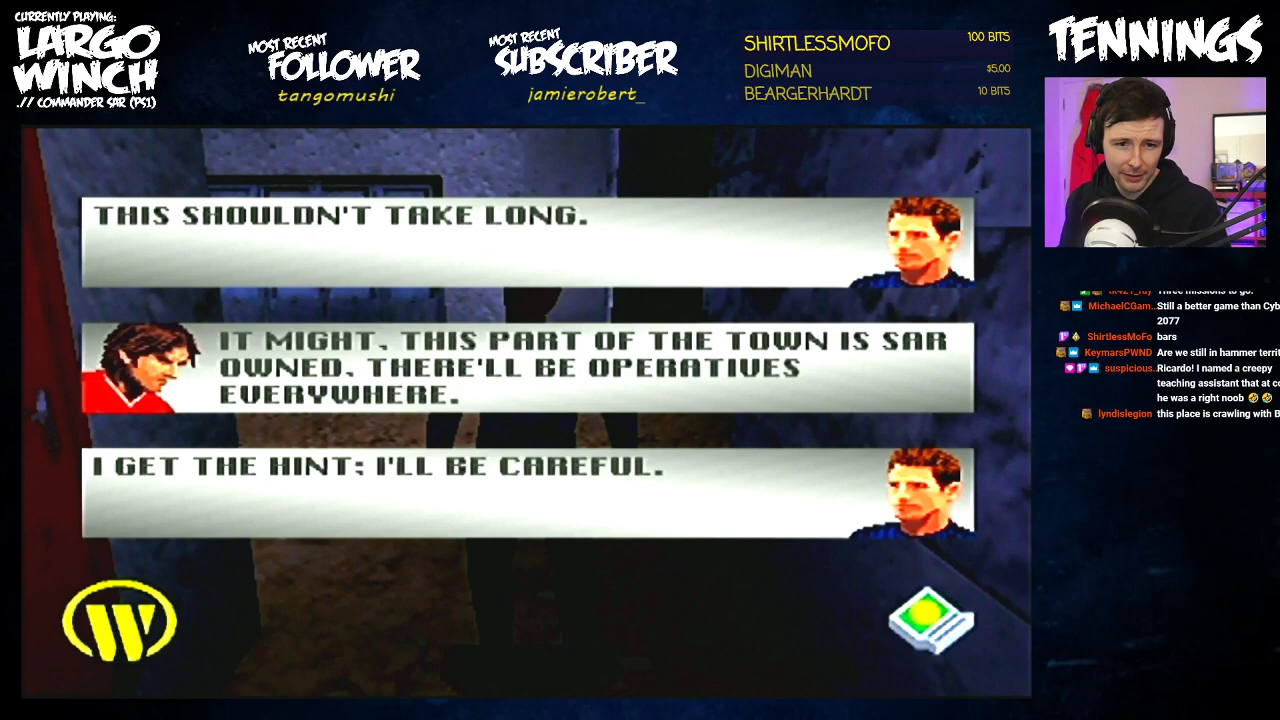 CURRENTLY PLAYING:
LARGO
WINCH
.// COMMANDER SAR (PS1)
MOST RECENT
FOLLOWER
tangomushi
MOST RECENT
SUBSCRIBER
jamierobert_
SHIRTLESSMOFO 100 BITS
DIGIMAN $5.00
BEARGERHARDT 10 BITS
TENNINGS
THIS SHOULDN'T TAKE LONG.
IT MIGHT, THIS PART OF THE TOWN IS SAR
OWNED, THERE'LL BE OPERATIVES
EVERYWHERE.
I GET THE HINT; I'LL BE CAREFUL.
W
Three missions to go.
MichaelCGam... Still a better game than Cyb
2077
ShirtlessMoFo bars
KeymarsPWND Are we still in hammer territ
suspicious... Ricardo! I named a creepy
teaching assistant that at co
he was a right noob 🤣 🤣
lyndislegion this place is crawling with B